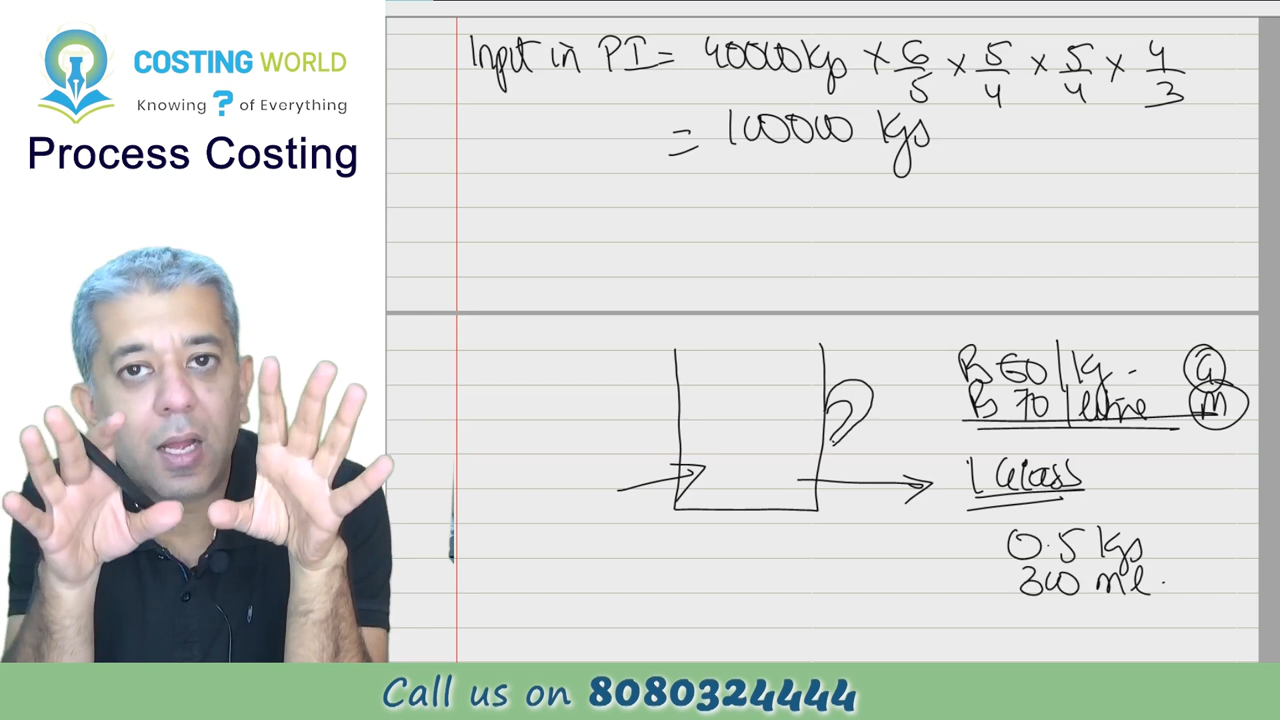 COSTING WORLD
Knowing ? of Everything
Process Costing
Input in PI = 40000 kgs × 6/5 × 5/4 × 5/4 × 4/3
= 100000 kgs
Rs 60/kg. G
Rs 70/litre M
1 Glass
0.5 kgs
300 ml.
Call us on 8080324444